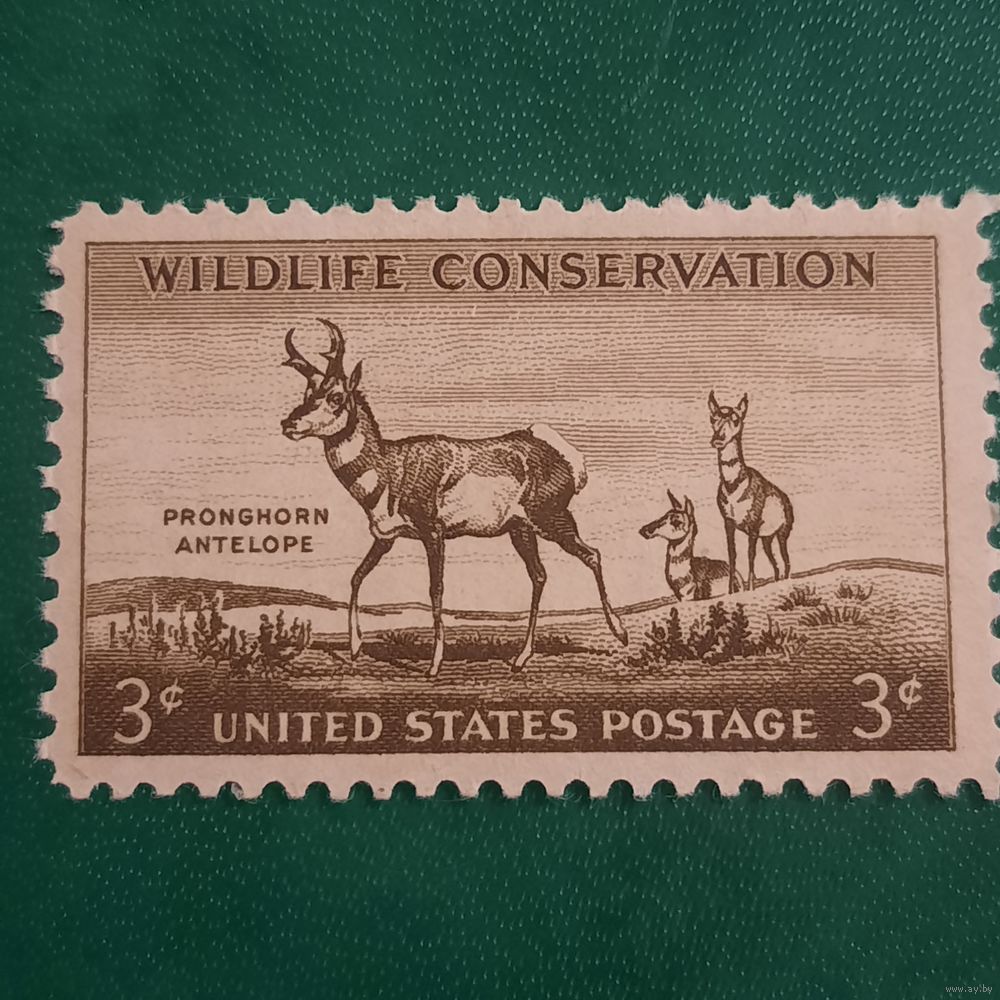 WILDLIFE CONSERVATION
PRONGHORN
ANTELOPE
3¢ UNITED STATES POSTAGE 3¢
www.ay.by